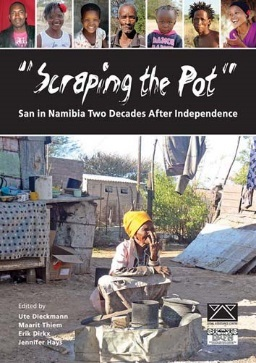 "Scraping the Pot"
San in Namibia Two Decades After Independence
Edited by
Ute Dieckmann
Maarit Thiem
Erik Dirkx
Jennifer Hays